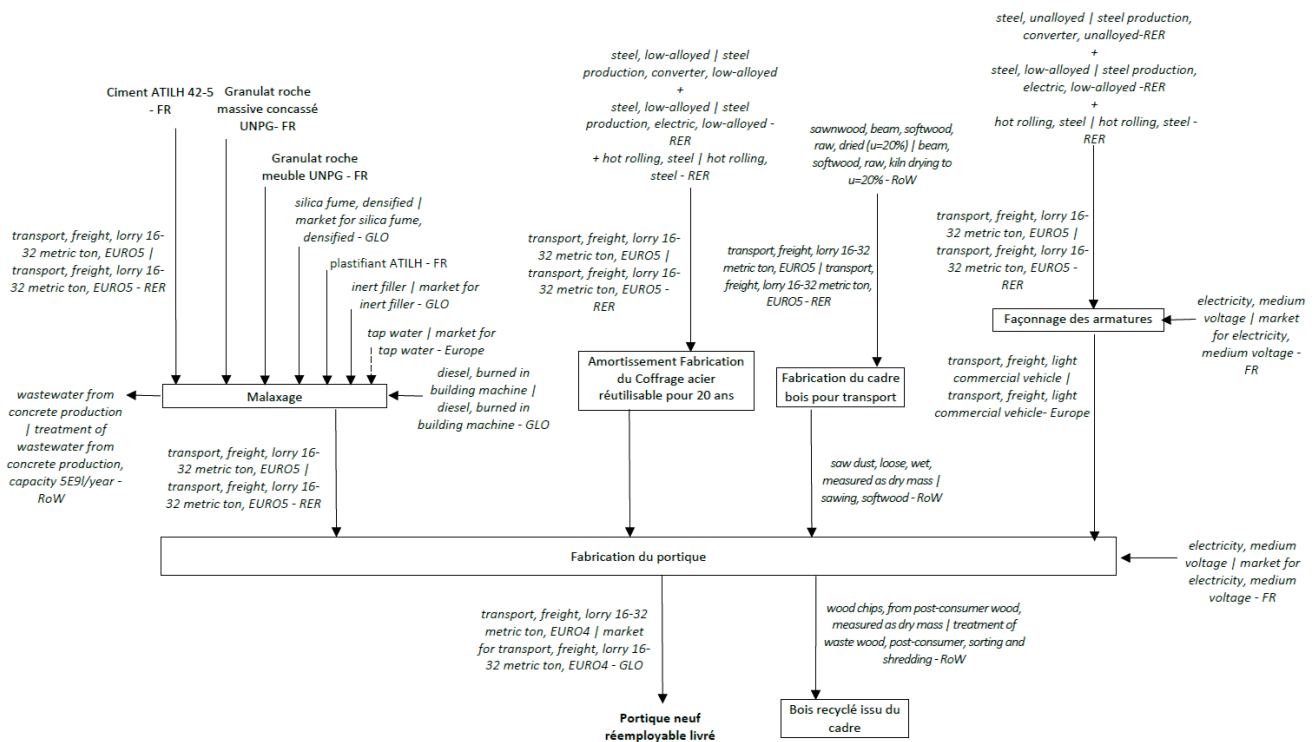 steel, unalloyed | steel production,
converter, unalloyed-RER
+
steel, low-alloyed | steel production,
electric, low-alloyed -RER
+
hot rolling, steel | hot rolling, steel -
RER
steel, low-alloyed | steel
production, converter, low-alloyed
+
steel, low-alloyed | steel
production, electric, low-alloyed -
RER
+ hot rolling, steel | hot rolling,
steel - RER
Ciment ATILH 42-5
- FR
Granulat roche
massive concassé
UNPG- FR
Granulat roche
meuble UNPG - FR
sawnwood, beam, softwood,
raw, dried (u=20%) | beam,
softwood, raw, kiln drying to
u=20% - RoW
silica fume, densified |
market for silica fume,
densified - GLO
plastifiant ATILH - FR
inert filler | market for
inert filler - GLO
tap water | market for
tap water - Europe
transport, freight, lorry 16-
32 metric ton, EURO5 |
transport, freight, lorry 16-
32 metric ton, EURO5 - RER
transport, freight, lorry 16-
32 metric ton, EURO5 |
transport, freight, lorry 16-
32 metric ton, EURO5 -
RER
transport, freight, lorry 16-32
metric ton, EURO5 | transport,
freight, lorry 16-32 metric ton,
EURO5 - RER
transport, freight, lorry 16-
32 metric ton, EURO5 |
transport, freight, lorry 16-
32 metric ton, EURO5 -
RER
electricity, medium
voltage | market
for electricity,
medium voltage -
FR
Façonnage des armatures
diesel, burned in
building machine |
diesel, burned in
building machine - GLO
Amortissement Fabrication
du Coffrage acier
réutilisable pour 20 ans
Fabrication du cadre
bois pour transport
transport, freight, light
commercial vehicle |
transport, freight, light
commercial vehicle- Europe
wastewater from
concrete production
| treatment of
wastewater from
concrete production,
capacity 5E9l/year -
RoW
Malaxage
transport, freight, lorry 16-
32 metric ton, EURO5 |
transport, freight, lorry 16-
32 metric ton, EURO5 - RER
saw dust, loose, wet,
measured as dry mass |
sawing, softwood - RoW
Fabrication du portique
electricity, medium
voltage | market for
electricity, medium
voltage - FR
transport, freight, lorry 16-32
metric ton, EURO4 | market
for transport, freight, lorry 16-
32 metric ton, EURO4 - GLO
wood chips, from post-consumer wood,
measured as dry mass | treatment of
waste wood, post-consumer, sorting and
shredding - RoW
Portique neuf
réemployable livré
Bois recyclé issu du
cadre